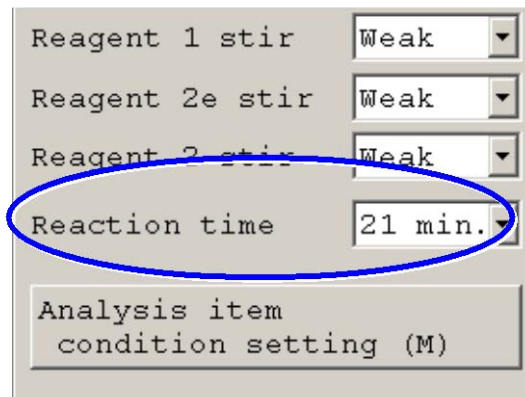 Reagent 1 stir Weak
Reagent 2e stir Weak
Reagent 2 stir Weak
Reaction time 21 min.
Analysis item
condition setting (M)